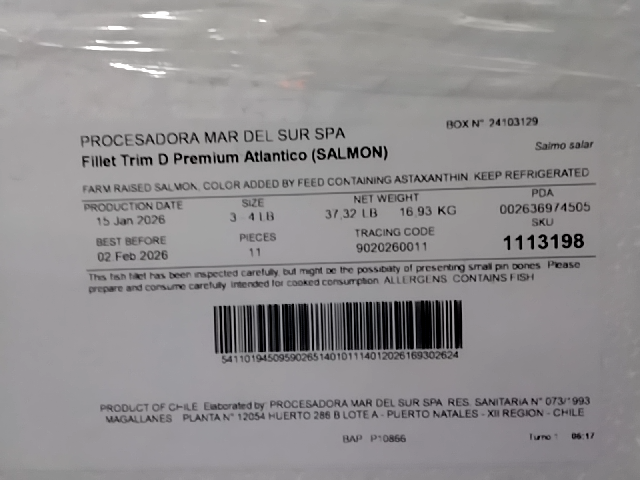 BOX N° 24103129
PROCESADORA MAR DEL SUR SPA
Fillet Trim D Premium Atlantico (SALMON)
Salmo salar
FARM RAISED SALMON, COLOR ADDED BY FEED CONTAINING ASTAXANTHIN. KEEP REFRIGERATED
PRODUCTION DATE SIZE NET WEIGHT PDA
15 Jan 2026 3 - 4 LB 37,32 LB 16,93 KG 002636974505
BEST BEFORE PIECES TRACING CODE SKU
02 Feb 2026 11 9020260011 1113198
This fish fillet has been inspected carefully, but might be the possibility of presenting small pin bones. Please
prepare and consume carefully. Intended for cooked consumption. ALLERGENS: CONTAINS FISH
PRODUCT OF CHILE. Elaborated by: PROCESADORA MAR DEL SUR SPA. RES. SANITARIA N° 073/1993
MAGALLANES PLANTA N° 12054 HUERTO 286 B LOTE A - PUERTO NATALES - XII REGION - CHILE
BAP P10866
Turno 1 06:17